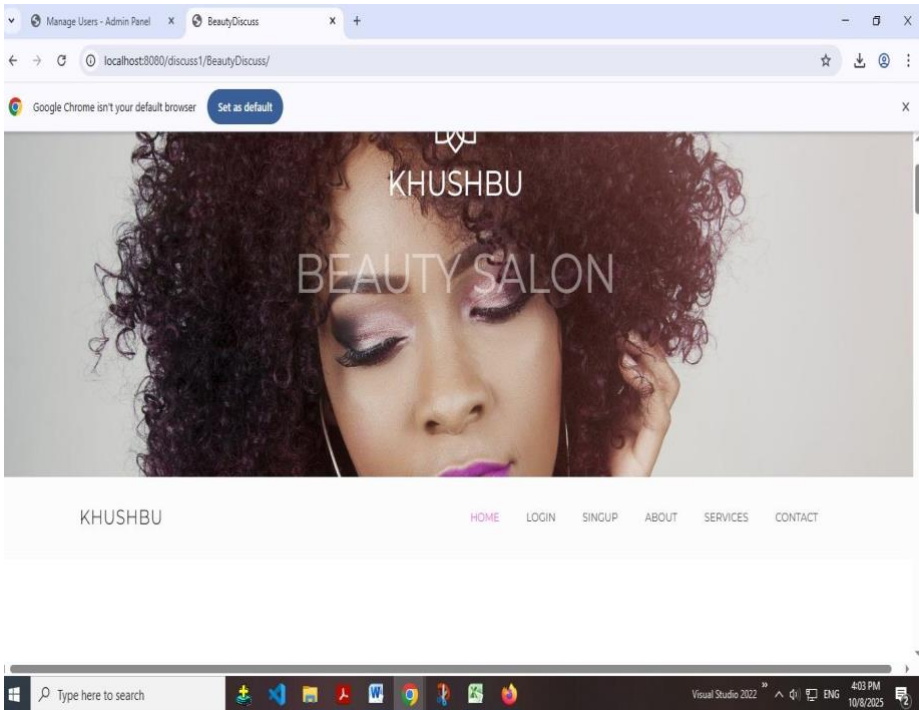 Manage Users - Admin Panel
BeautyDiscuss
localhost:8080/discuss1/BeautyDiscuss/
Google Chrome isn't your default browser
Set as default
KHUSHBU
BEAUTY SALON
KHUSHBU
HOME LOGIN SINGUP ABOUT SERVICES CONTACT
Type here to search
Visual Studio 2022
ENG
4:03 PM
10/8/2025
2